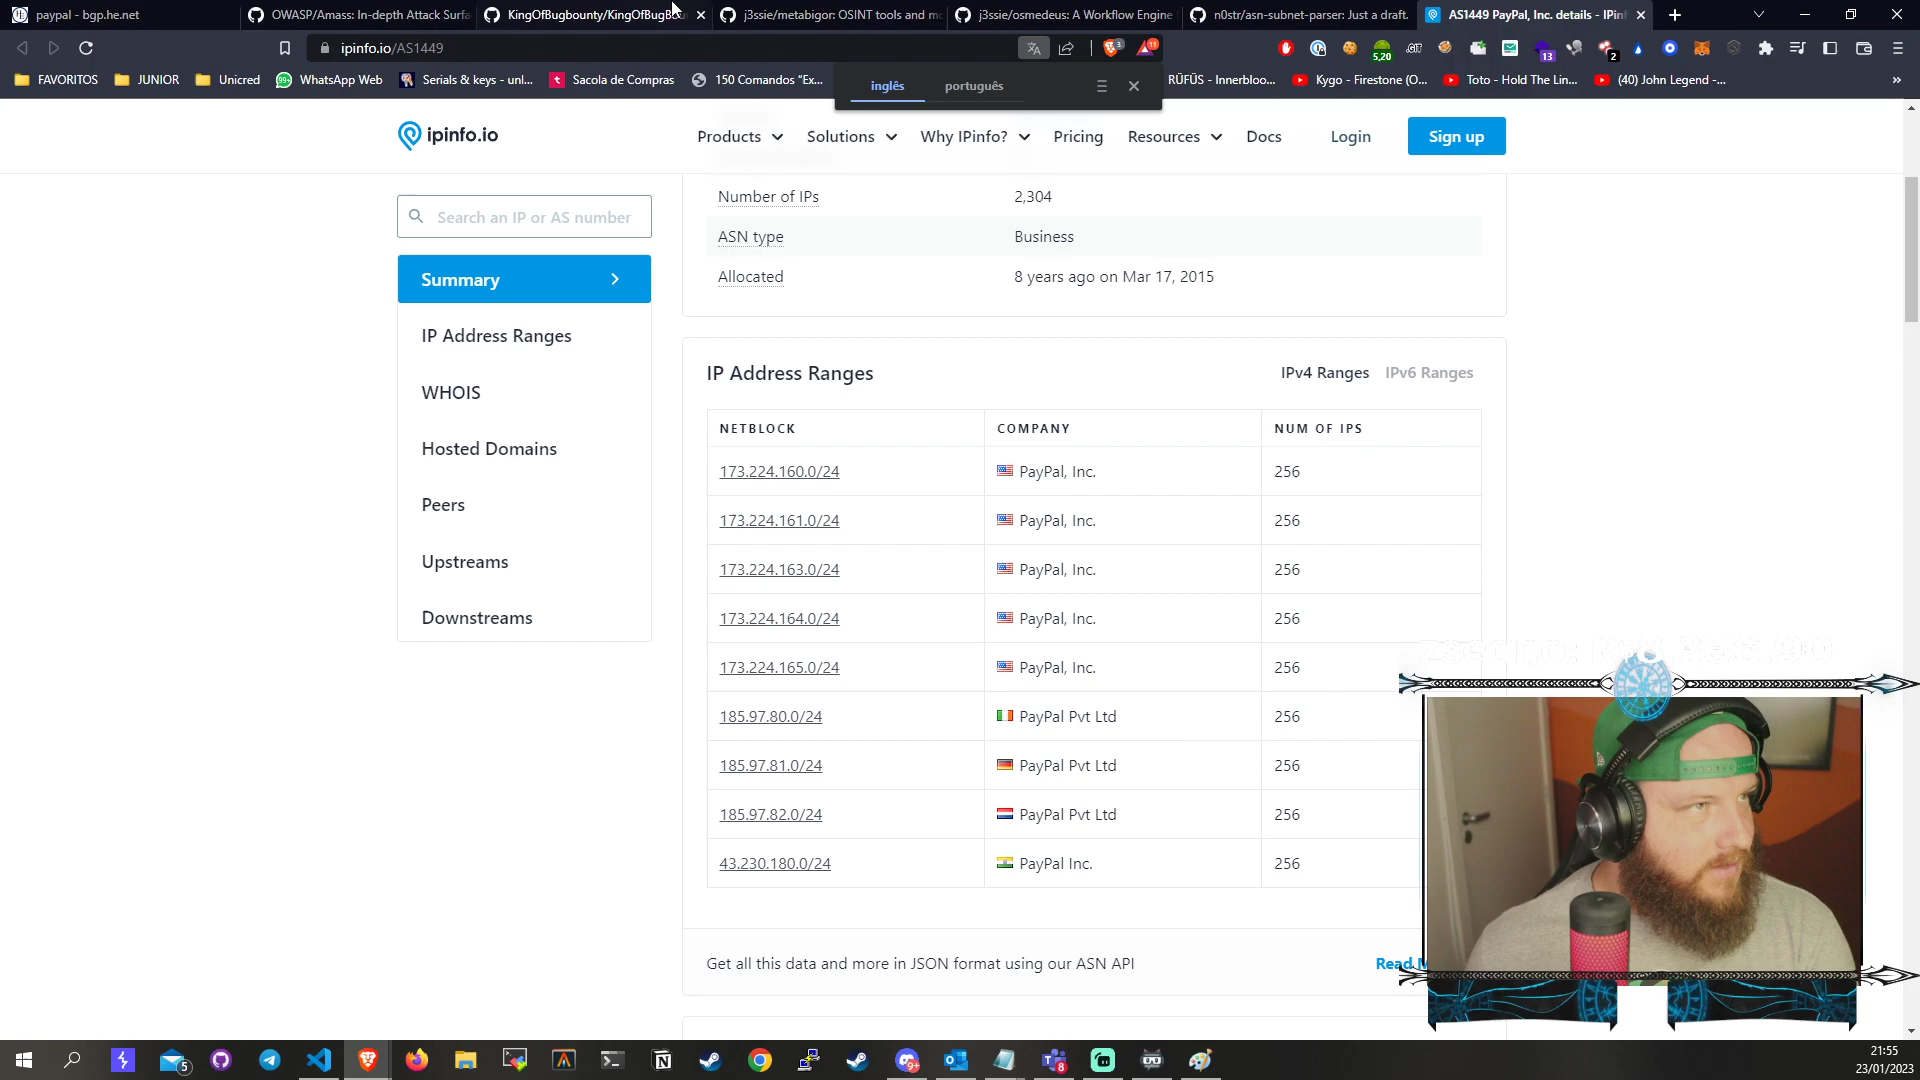 paypal - bgp.he.net
OWASP/Amass: In-depth Attack Surfa
KingOfBugbounty/KingOfBugBou
j3ssie/metabigor: OSINT tools and mo
j3ssie/osmedeus: A Workflow Engine
n0str/asn-subnet-parser: Just a draft.
AS1449 PayPal, Inc. details - IPinf
ipinfo.io/AS1449
FAVORITOS
JUNIOR
Unicred
WhatsApp Web
Serials & keys - unl...
Sacola de Compras
150 Comandos "Ex...
RÜFÜS - Innerbloo...
Kygo - Firestone (O...
Toto - Hold The Lin...
(40) John Legend -...
inglês
português
ipinfo.io
Products
Solutions
Why IPinfo?
Pricing
Resources
Docs
Login
Sign up
Search an IP or AS number
Summary
IP Address Ranges
WHOIS
Hosted Domains
Peers
Upstreams
Downstreams
Number of IPs 2,304
ASN type Business
Allocated 8 years ago on Mar 17, 2015
IP Address Ranges
IPv4 Ranges IPv6 Ranges
NETBLOCK COMPANY NUM OF IPS
173.224.160.0/24 PayPal, Inc. 256
173.224.161.0/24 PayPal, Inc. 256
173.224.163.0/24 PayPal, Inc. 256
173.224.164.0/24 PayPal, Inc. 256
173.224.165.0/24 PayPal, Inc. 256
185.97.80.0/24 PayPal Pvt Ltd 256
185.97.81.0/24 PayPal Pvt Ltd 256
185.97.82.0/24 PayPal Pvt Ltd 256
43.230.180.0/24 PayPal Inc. 256
Get all this data and more in JSON format using our ASN API
Read
21:55
23/01/2023